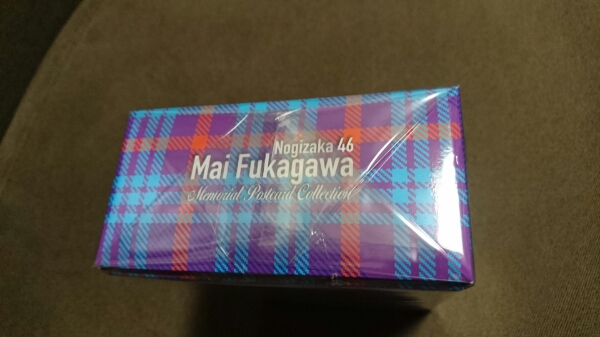 Nogizaka 46
Mai Fukagawa
Memorial Postcard Collection